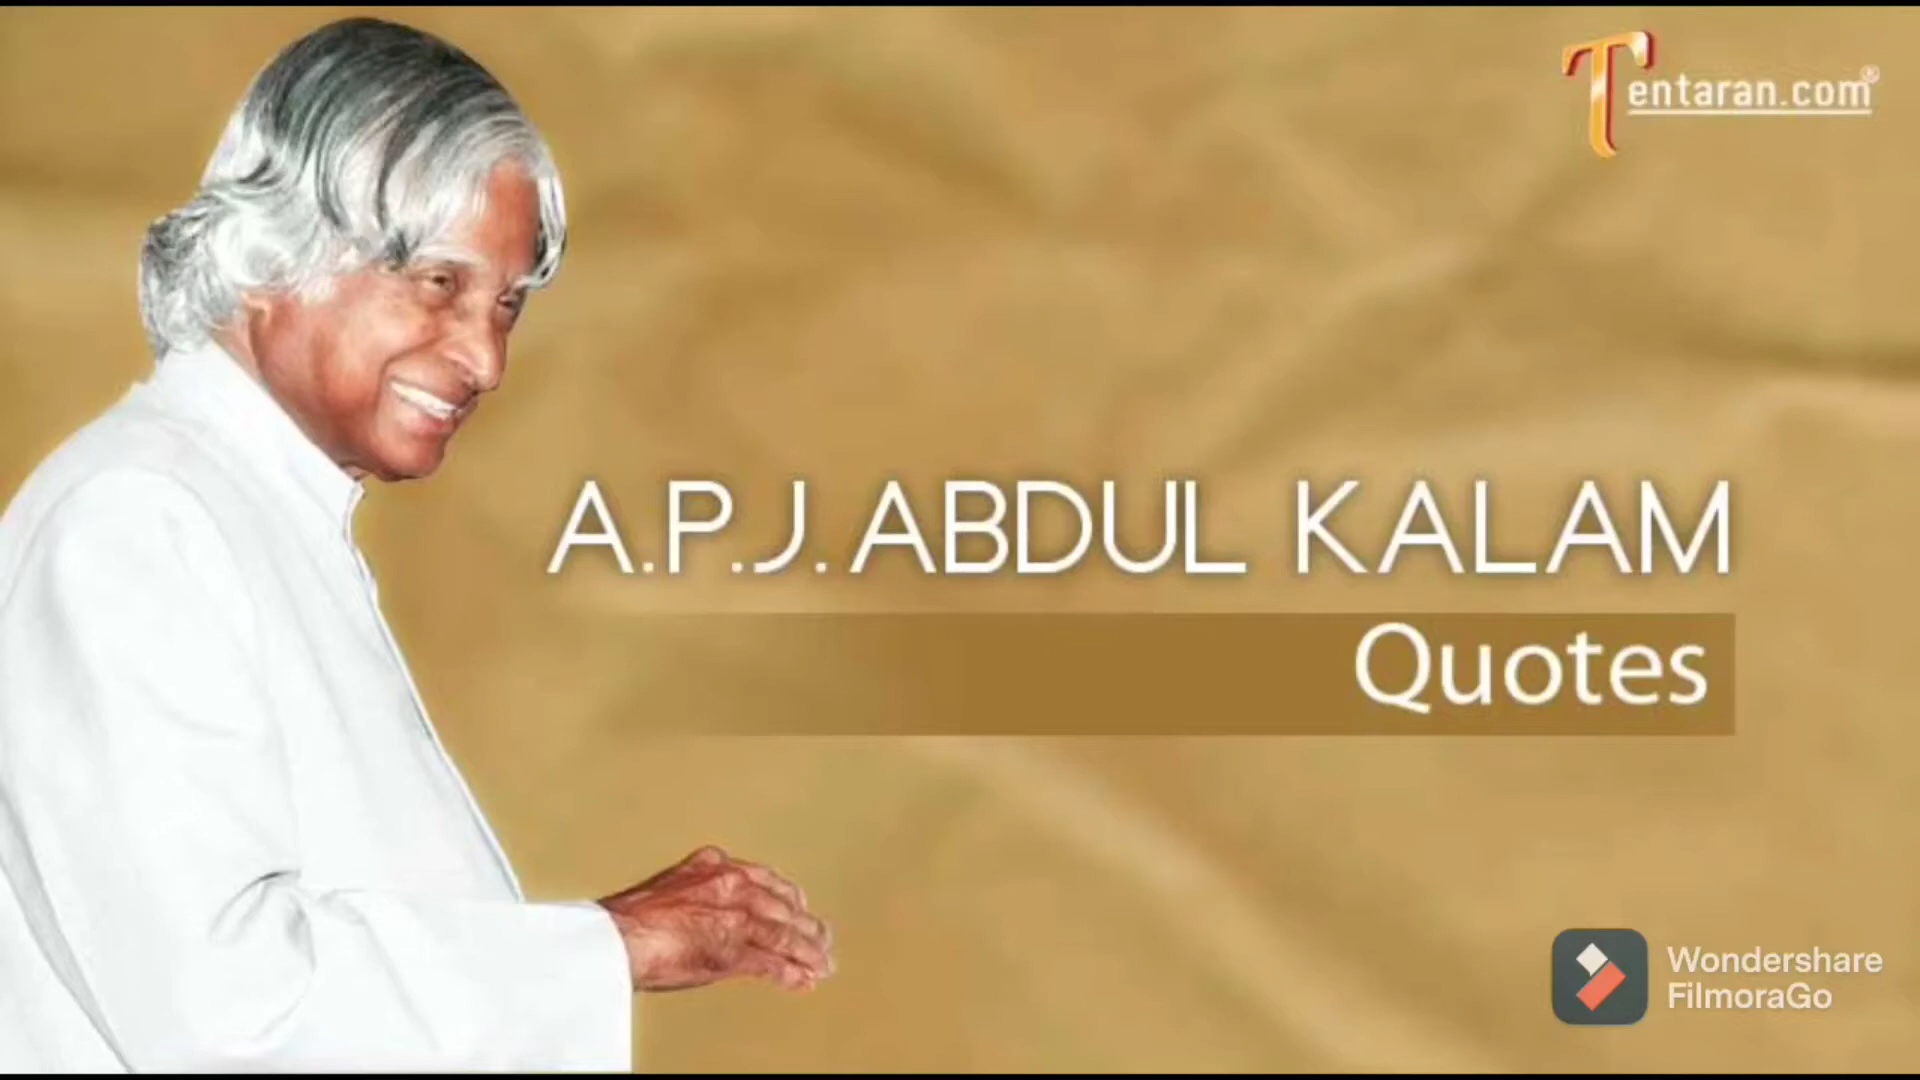 Tentaran.com®
A.P.J. ABDUL KALAM
Quotes
Wondershare
FilmoraGo